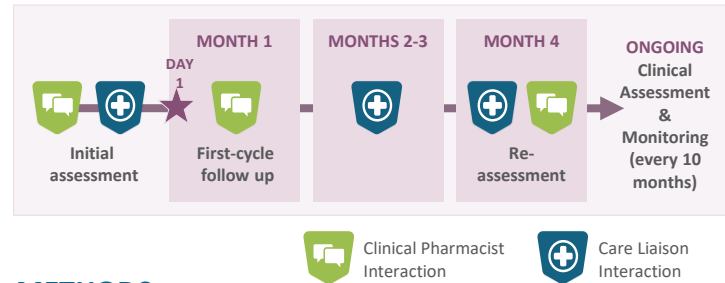 MONTH 1
MONTHS 2-3
MONTH 4
ONGOING
Clinical
Assessment
&
Monitoring
(every 10
months)
DAY
1
Initial
assessment
First-cycle
follow up
Re-
assessment
Clinical Pharmacist
Interaction
Care Liaison
Interaction